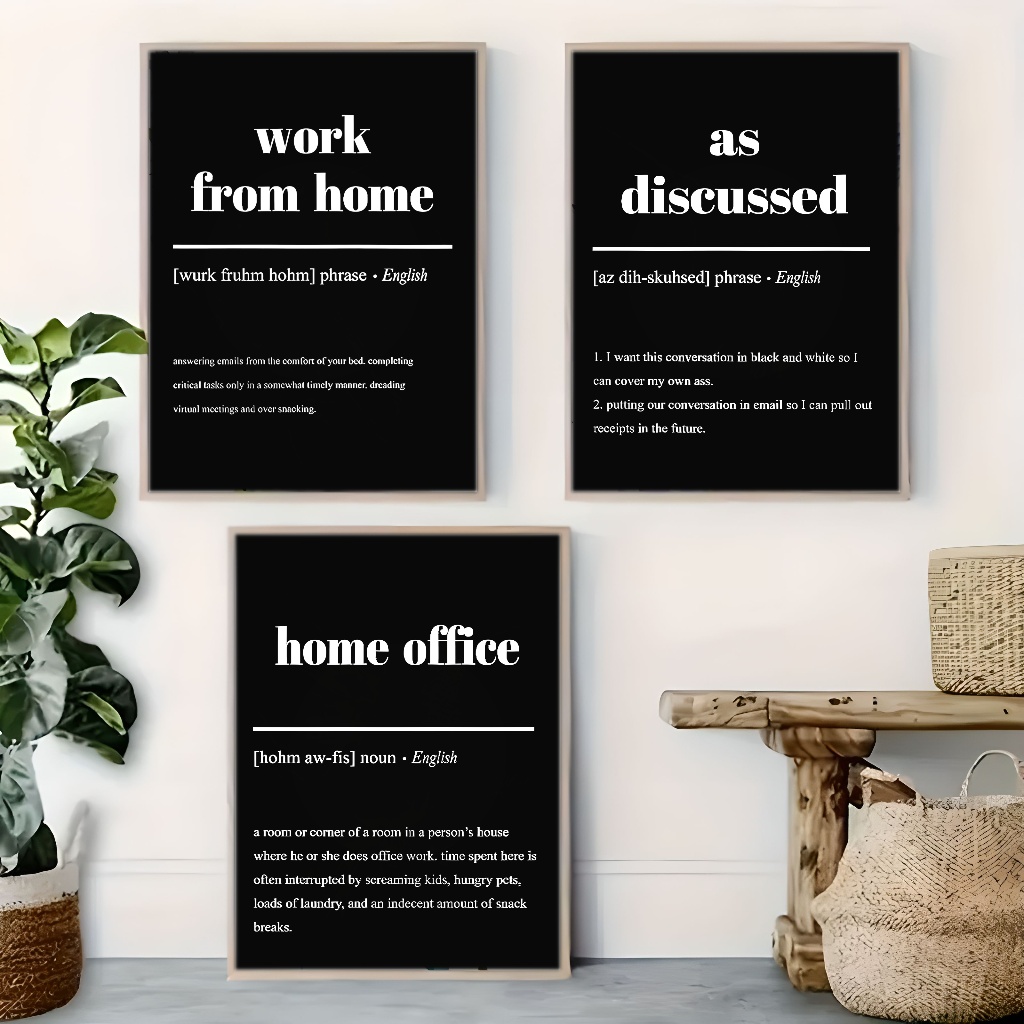 work
from home
[wurk fruhm hohm] phrase • English
answering emails from the comfort of your bed. completing
critical tasks only in a somewhat timely manner. dreading
virtual meetings and over snacking.
as
discussed
[az dih-skuhsed] phrase • English
1. I want this conversation in black and white so I
can cover my own ass.
2. putting our conversation in email so I can pull out
receipts in the future.
home office
[hohm aw-fis] noun • English
a room or corner of a room in a person's house
where he or she does office work. time spent here is
often interrupted by screaming kids, hungry pets,
loads of laundry, and an indecent amount of snack
breaks.